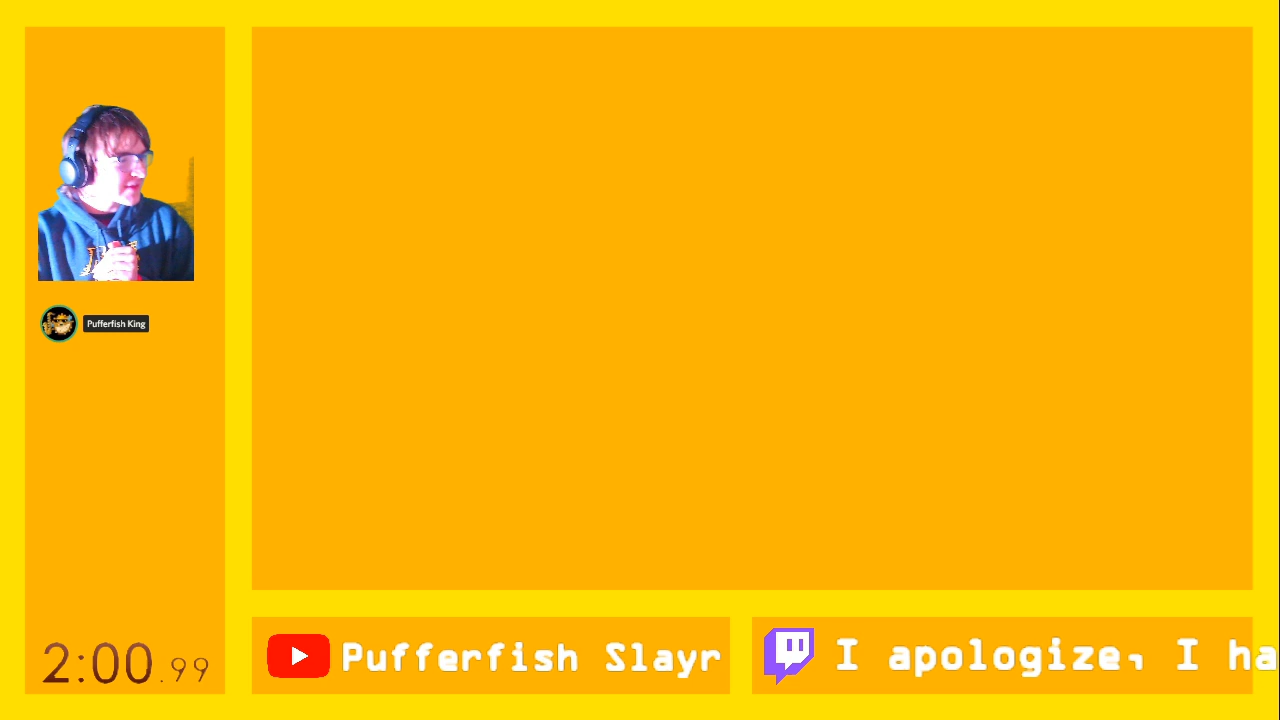 Pufferfish King
2:00.99
Pufferfish Slayr
I apologize, I ha